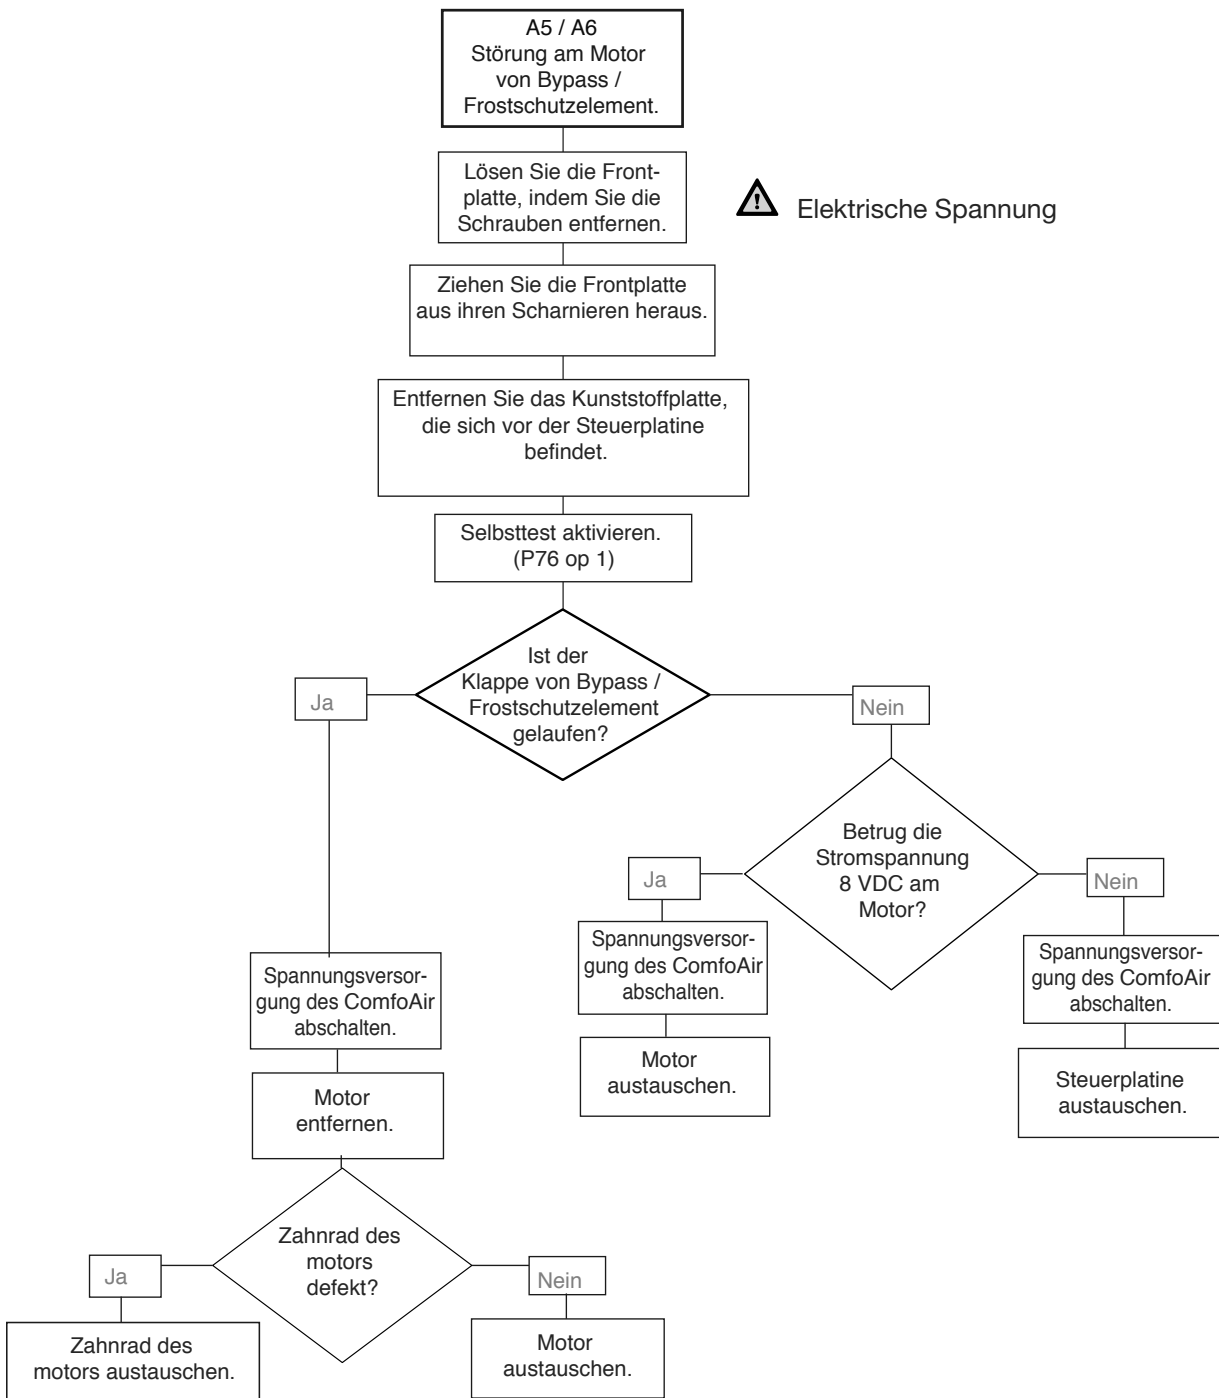 A5 / A6
Störung am Motor
von Bypass /
Frostschutzelement.
Lösen Sie die Front-
platte, indem Sie die
Schrauben entfernen.
Elektrische Spannung
Ziehen Sie die Frontplatte
aus ihren Scharnieren heraus.
Entfernen Sie das Kunststoffplatte,
die sich vor der Steuerplatine
befindet.
Selbsttest aktivieren.
(P76 op 1)
Ist der
Klappe von Bypass /
Frostschutzelement
gelaufen?
Ja
Nein
Betrug die
Stromspannung
8 VDC am
Motor?
Ja
Nein
Spannungsversor-
gung des ComfoAir
abschalten.
Motor
austauschen.
Spannungsversor-
gung des ComfoAir
abschalten.
Steuerplatine
austauschen.
Spannungsversor-
gung des ComfoAir
abschalten.
Motor
entfernen.
Zahnrad des
motors
defekt?
Ja
Nein
Zahnrad des
motors austauschen.
Motor
austauschen.